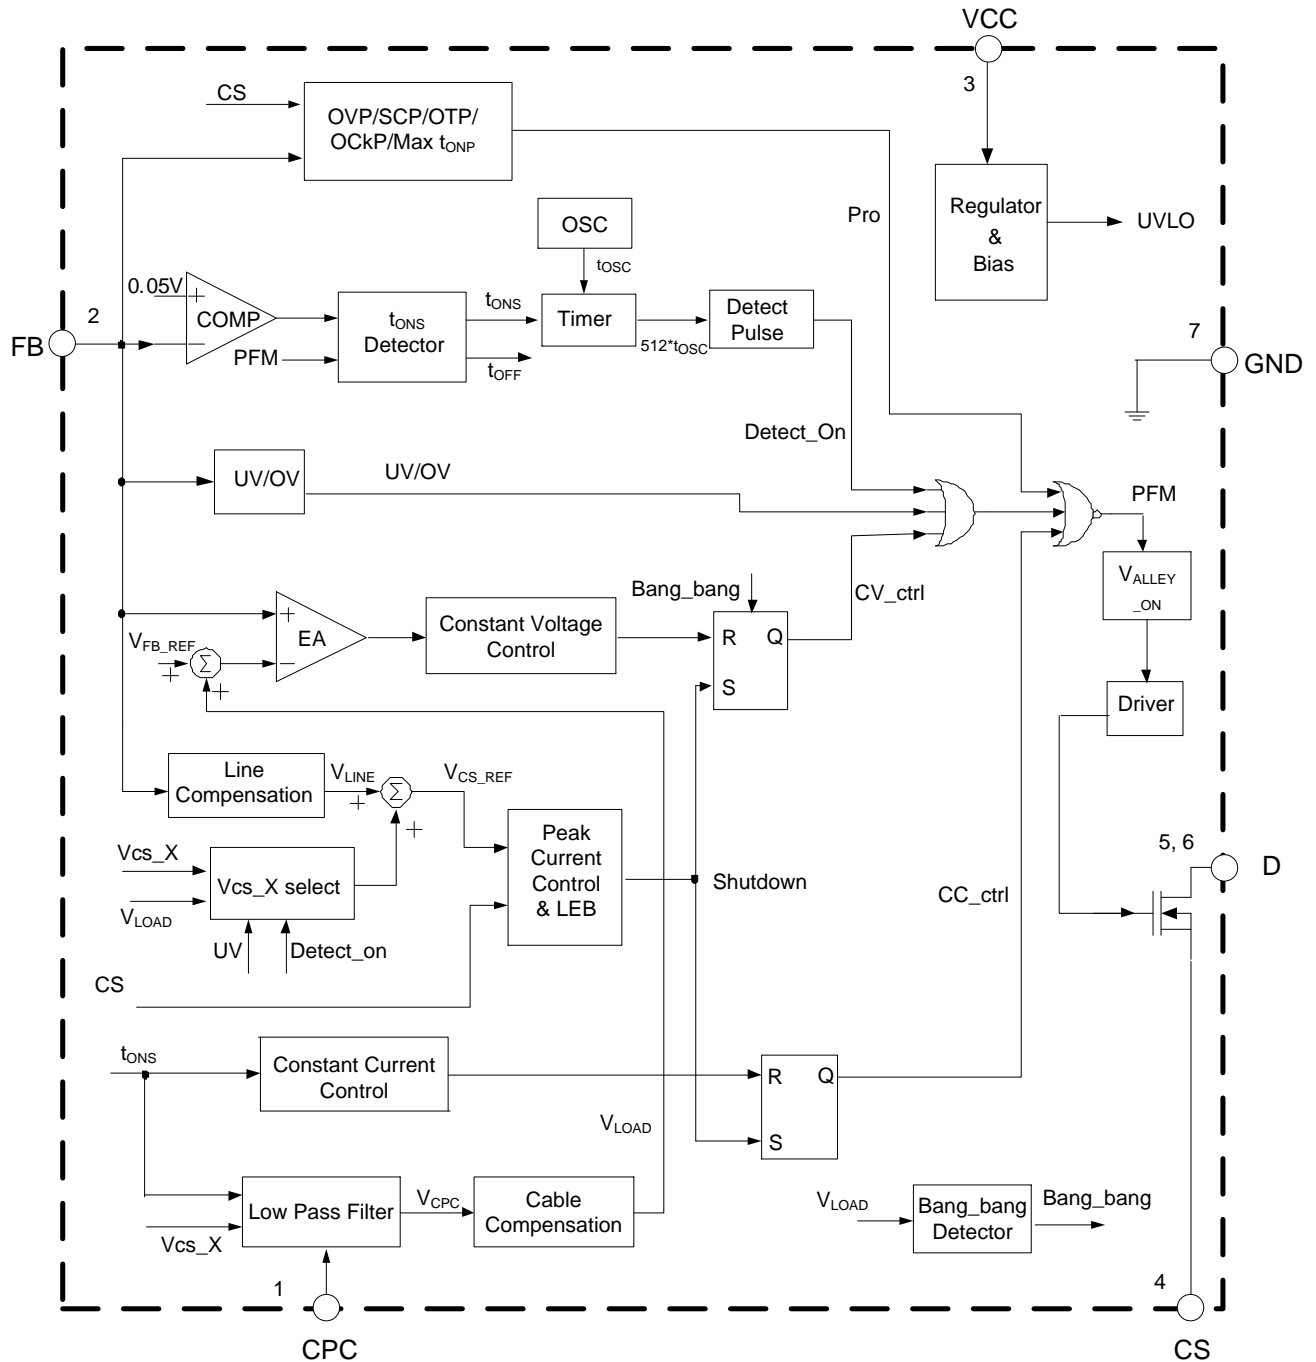 VCC
3
CS
OVP/SCP/OTP/
OCkP/Max tONP
Pro
Regulator
&
Bias
UVLO
OSC
tOSC
0.05V
+
COMP
−
PFM
tONS
Detector
tONS
tOFF
Timer
512*tOSC
Detect
Pulse
2
FB
7
GND
Detect_On
UV/OV
UV/OV
PFM
VALLEY
_ON
Driver
Bang_bang
CV_ctrl
VFB_REF
+
Σ
+
+
EA
−
Constant Voltage
Control
R
Q
S
Line
Compensation
VLINE
+
Σ
+
VCS_REF
Vcs_X
VLOAD
Vcs_X select
UV
Detect_on
Peak
Current
Control
& LEB
Shutdown
CC_ctrl
5, 6
D
CS
tONS
Constant Current
Control
R
Q
S
VLOAD
Low Pass Filter
Vcs_X
VCPC
Cable
Compensation
VLOAD
Bang_bang
Detector
Bang_bang
1
CPC
4
CS